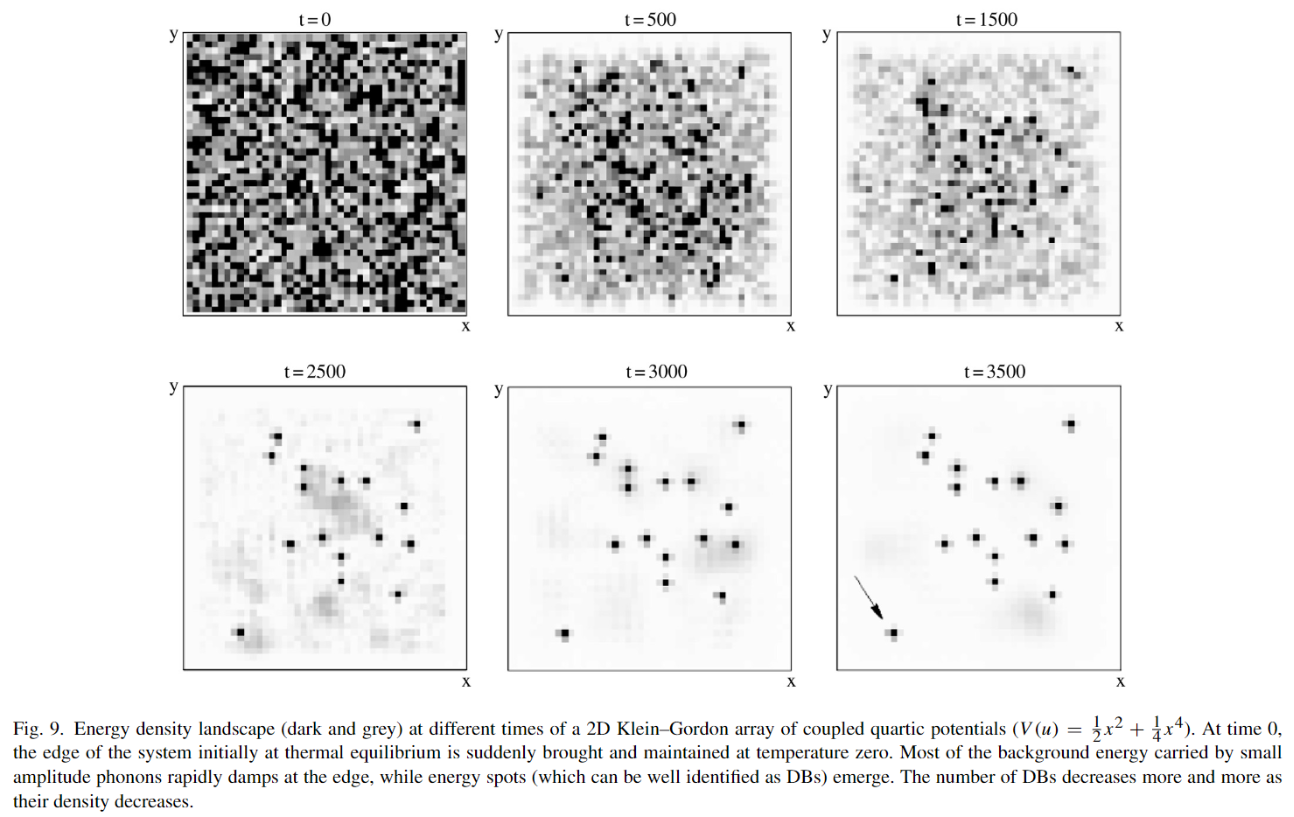 t=0 t=500 t=1500
y y y
x x x
t=2500 t=3000 t=3500
y y y
x x x
Fig. 9. Energy density landscape (dark and grey) at different times of a 2D Klein–Gordon array of coupled quartic potentials (V(u) = 1/2 x² + 1/4 x⁴). At time 0,
the edge of the system initially at thermal equilibrium is suddenly brought and maintained at temperature zero. Most of the background energy carried by small
amplitude phonons rapidly damps at the edge, while energy spots (which can be well identified as DBs) emerge. The number of DBs decreases more and more as
their density decreases.